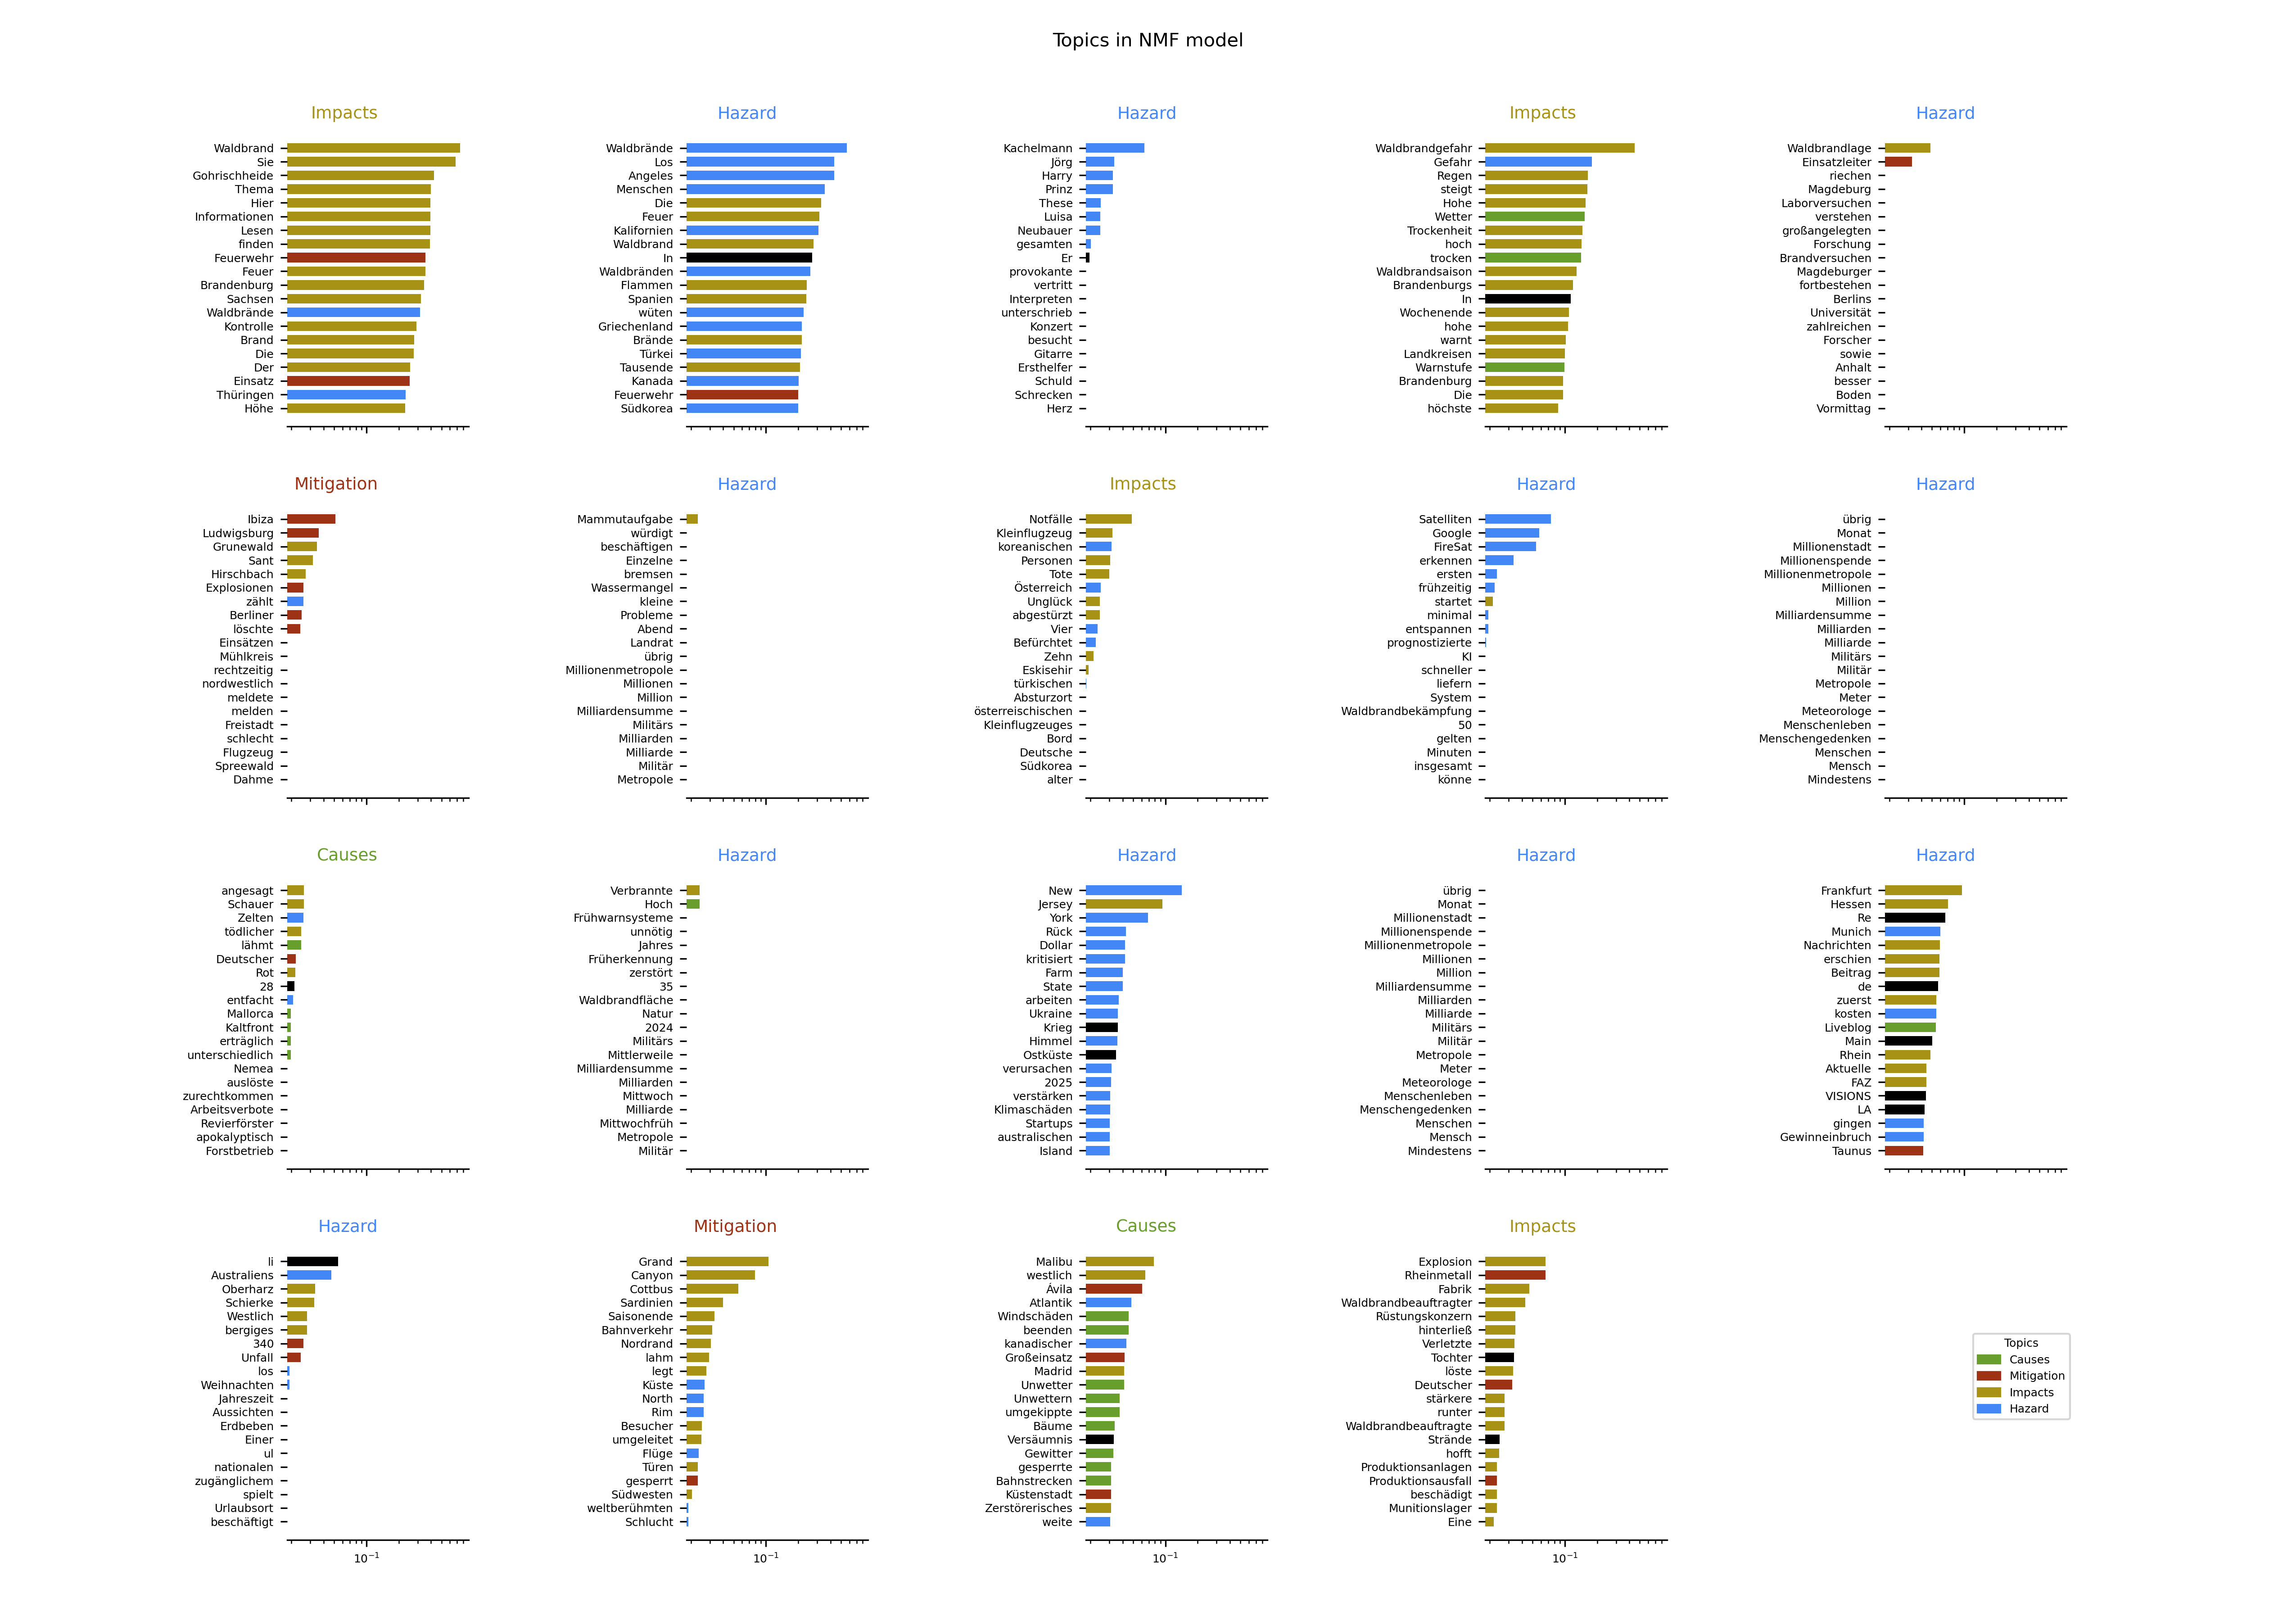 Topics in NMF model
Impacts
Waldbrand
Sie
Gohrischheide
Thema
Hier
Informationen
Lesen
finden
Feuerwehr
Feuer
Brandenburg
Sachsen
Waldbrände
Kontrolle
Brand
Die
Der
Einsatz
Thüringen
Höhe
Hazard
Waldbrände
Los
Angeles
Menschen
Die
Feuer
Kalifornien
Waldbrand
In
Waldbränden
Flammen
Spanien
wüten
Griechenland
Brände
Türkei
Tausende
Kanada
Feuerwehr
Südkorea
Hazard
Kachelmann
Jörg
Harry
Prinz
These
Luisa
Neubauer
gesamten
Er
provokante
vertritt
Interpreten
unterschrieb
Konzert
besucht
Gitarre
Ersthelfer
Schuld
Schrecken
Herz
Impacts
Waldbrandgefahr
Gefahr
Regen
steigt
Hohe
Wetter
Trockenheit
hoch
trocken
Waldbrandsaison
Brandenburgs
In
Wochenende
hohe
warnt
Landkreisen
Warnstufe
Brandenburg
Die
höchste
Hazard
Waldbrandlage
Einsatzleiter
riechen
Magdeburg
Laborversuchen
verstehen
großangelegten
Forschung
Brandversuchen
Magdeburger
fortbestehen
Berlins
Universität
zahlreichen
Forscher
sowie
Anhalt
besser
Boden
Vormittag
Mitigation
Ibiza
Ludwigsburg
Grunewald
Sant
Hirschbach
Explosionen
zählt
Berliner
löschte
Einsätzen
Mühlkreis
rechtzeitig
nordwestlich
meldete
melden
Freistadt
schlecht
Flugzeug
Spreewald
Dahme
Hazard
Mammutaufgabe
würdigt
beschäftigen
Einzelne
bremsen
Wassermangel
kleine
Probleme
Abend
Landrat
übrig
Millionenmetropole
Millionen
Million
Milliardensumme
Militärs
Milliarden
Milliarde
Militär
Metropole
Impacts
Notfälle
Kleinflugzeug
koreanischen
Personen
Tote
Österreich
Unglück
abgestürzt
Vier
Befürchtet
Zehn
Eskisehir
türkischen
Absturzort
österreischischen
Kleinflugzeuges
Bord
Deutsche
Südkorea
alter
Hazard
Satelliten
Google
FireSat
erkennen
ersten
frühzeitig
startet
minimal
entspannen
prognostizierte
KI
schneller
liefern
System
Waldbrandbekämpfung
50
gelten
Minuten
insgesamt
könne
Hazard
übrig
Monat
Millionenstadt
Millionenspende
Millionenmetropole
Millionen
Million
Milliardensumme
Milliarden
Milliarde
Militärs
Militär
Metropole
Meter
Meteorologe
Menschenleben
Menschengedenken
Menschen
Mensch
Mindestens
Causes
angesagt
Schauer
Zelten
tödlicher
lähmt
Deutscher
Rot
28
entfacht
Mallorca
Kaltfront
erträglich
unterschiedlich
Nemea
auslöste
zurechtkommen
Arbeitsverbote
Revierförster
apokalyptisch
Forstbetrieb
Hazard
Verbrannte
Hoch
Frühwarnsysteme
unnötig
Jahres
Früherkennung
zerstört
35
Waldbrandfläche
Natur
2024
Militärs
Mittlerweile
Milliardensumme
Milliarden
Mittwoch
Milliarde
Mittwochfrüh
Metropole
Militär
Hazard
New
Jersey
York
Rück
Dollar
kritisiert
Farm
State
arbeiten
Ukraine
Krieg
Himmel
Ostküste
verursachen
2025
verstärken
Klimaschäden
Startups
australischen
Island
Hazard
übrig
Monat
Millionenstadt
Millionenspende
Millionenmetropole
Millionen
Million
Milliardensumme
Milliarden
Milliarde
Militärs
Militär
Metropole
Meter
Meteorologe
Menschenleben
Menschengedenken
Menschen
Mensch
Mindestens
Hazard
Frankfurt
Hessen
Re
Munich
Nachrichten
erschien
Beitrag
de
zuerst
kosten
Liveblog
Main
Rhein
Aktuelle
FAZ
VISIONS
LA
gingen
Gewinneinbruch
Taunus
Hazard
li
Australiens
Oberharz
Schierke
Westlich
bergiges
340
Unfall
los
Weihnachten
Jahreszeit
Aussichten
Erdbeben
Einer
ul
nationalen
zugänglichem
spielt
Urlaubsort
beschäftigt
10⁻¹
Mitigation
Grand
Canyon
Cottbus
Sardinien
Saisonende
Bahnverkehr
Nordrand
lahm
legt
Küste
North
Rim
Besucher
umgeleitet
Flüge
Türen
gesperrt
Südwesten
weltberühmten
Schlucht
10⁻¹
Causes
Malibu
westlich
Ávila
Atlantik
Windschäden
beenden
kanadischer
Großeinsatz
Madrid
Unwetter
Unwettern
umgekippte
Bäume
Versäumnis
Gewitter
gesperrte
Bahnstrecken
Küstenstadt
Zerstörerisches
weite
10⁻¹
Impacts
Explosion
Rheinmetall
Fabrik
Waldbrandbeauftragter
Rüstungskonzern
hinterließ
Verletzte
Tochter
löste
Deutscher
stärkere
runter
Waldbrandbeauftragte
Strände
hofft
Produktionsanlagen
Produktionsausfall
beschädigt
Munitionslager
Eine
10⁻¹
Topics
Causes
Mitigation
Impacts
Hazard